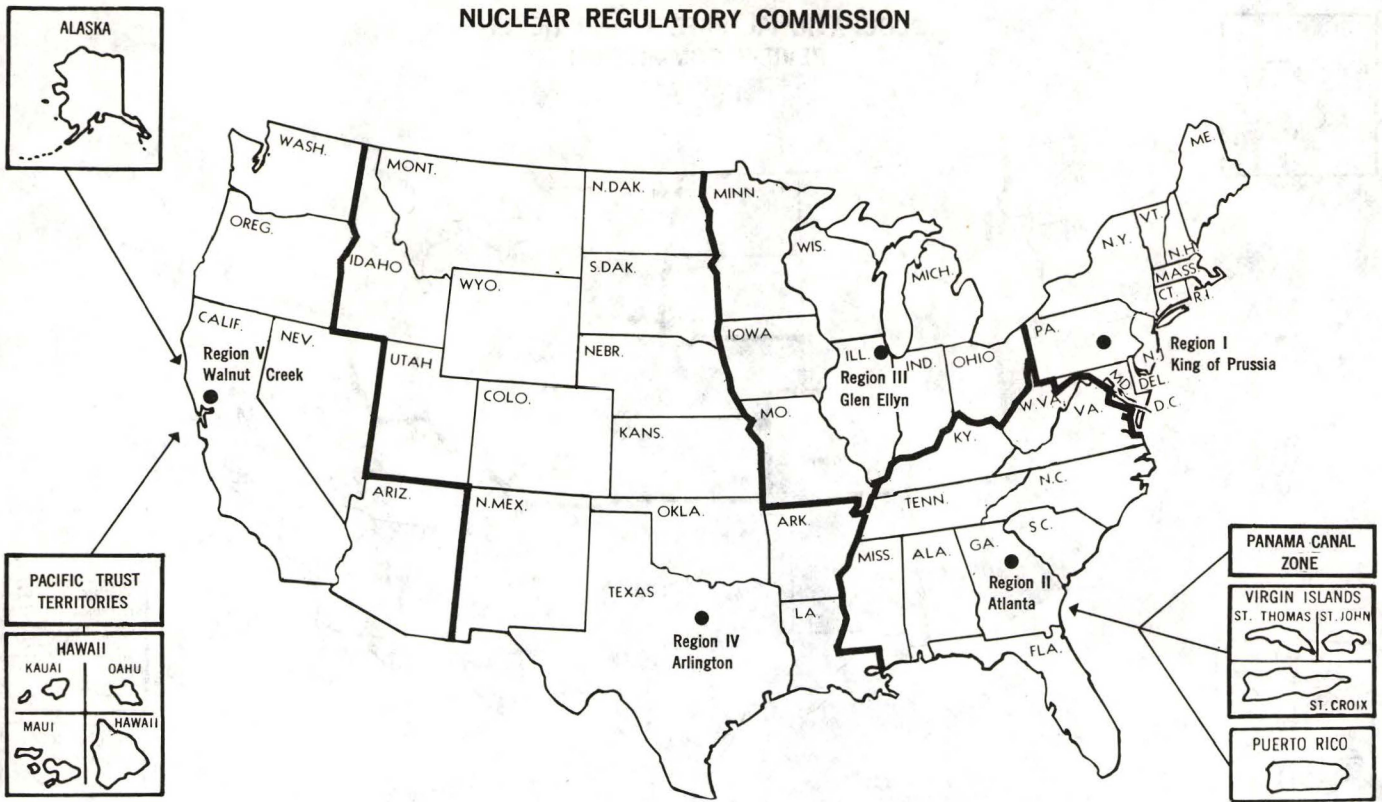 NUCLEAR REGULATORY COMMISSION
ALASKA
WASH.
MONT.
N.DAK.
MINN.
ME.
OREG.
IDAHO
S.DAK.
WIS.
MICH.
N.Y.
VT.
N.H.
MASS.
CT.
R.I.
WYO.
CALIF.
NEV.
UTAH
NEBR.
IOWA
ILL.
IND.
OHIO
PA.
N.J.
Region V
Walnut Creek
Region III
Glen Ellyn
Region I
King of Prussia
COLO.
KANS.
MO.
KY.
W.VA.
VA.
MD.
DEL.
D.C.
ARIZ.
N.MEX.
OKLA.
ARK.
TENN.
N.C.
S.C.
MISS.
ALA.
GA.
TEXAS
LA.
FLA.
Region IV
Arlington
Region II
Atlanta
PACIFIC TRUST
TERRITORIES
HAWAII
KAUAI OAHU
MAUI HAWAII
PANAMA CANAL
ZONE
VIRGIN ISLANDS
ST. THOMAS ST. JOHN
ST. CROIX
PUERTO RICO